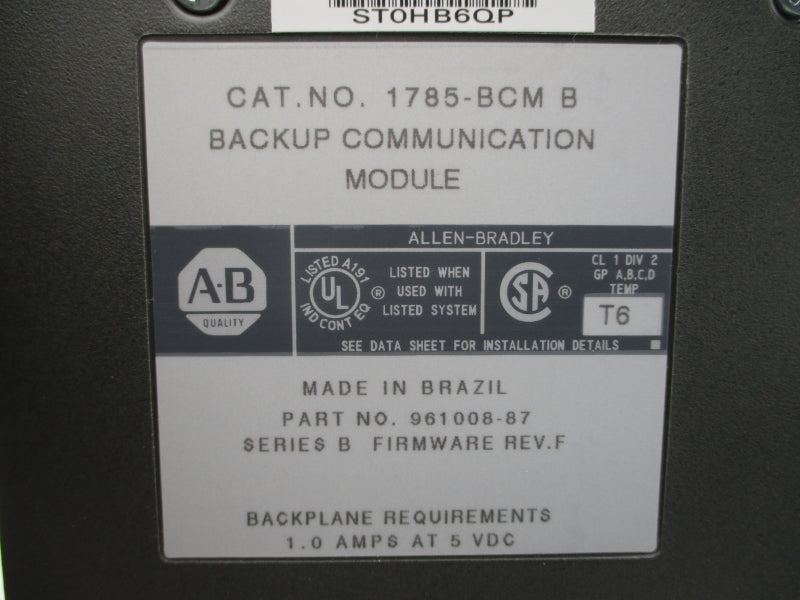 ST0HB6QP
CAT.NO. 1785-BCM B
BACKUP COMMUNICATION
MODULE
ALLEN-BRADLEY
A-B
QUALITY
LISTED A191
UL ®
IND CONT EQ
LISTED WHEN
USED WITH
LISTED SYSTEM
SA ®
CL 1 DIV 2
GP A,B,C,D
TEMP
T6
SEE DATA SHEET FOR INSTALLATION DETAILS
MADE IN BRAZIL
PART NO. 961008-87
SERIES B FIRMWARE REV.F
BACKPLANE REQUIREMENTS
1.0 AMPS AT 5 VDC